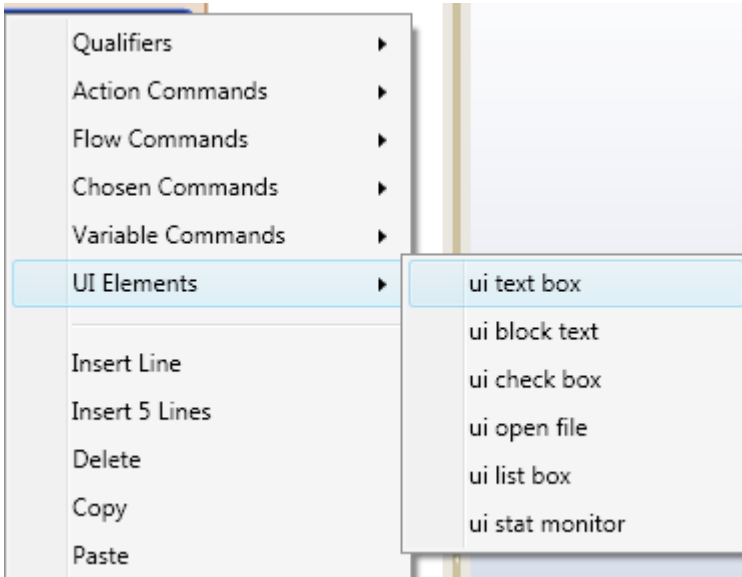 Qualifiers
Action Commands
Flow Commands
Chosen Commands
Variable Commands
UI Elements
ui text box
ui block text
ui check box
ui open file
ui list box
ui stat monitor
Insert Line
Insert 5 Lines
Delete
Copy
Paste